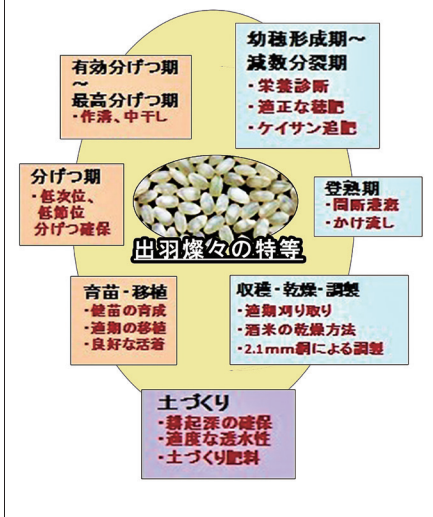 有効分げつ期
～
最高分げつ期
・作溝、中干し
幼穂形成期～
減数分裂期
・栄養診断
・適正な穂肥
・ケイサン追肥
分げつ期
・低次位、
低節位
分げつ確保
登熟期
・間断灌漑
・かけ流し
出羽燦々の特等
育苗・移植
・健苗の育成
・適期の移植
・良好な活着
収穫・乾燥・調製
・適期刈り取り
・酒米の乾燥方法
・2.1mm網による調製
土づくり
・耕起深の確保
・適度な透水性
・土づくり肥料